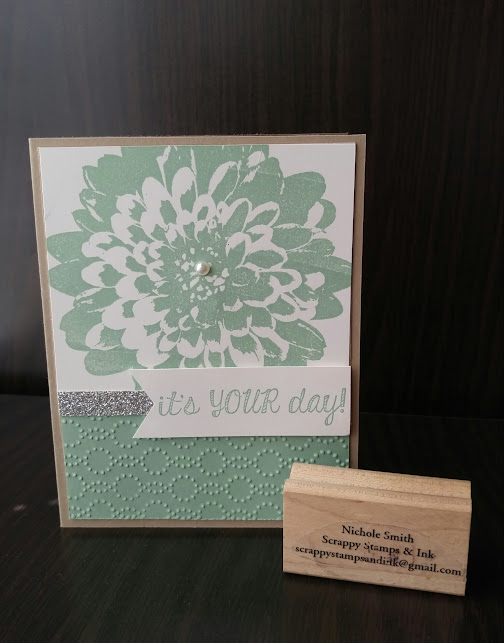 it's YOUR day!
Nichole Smith
Scrappy Stamps & Ink
scrappystampsandink@gmail.com